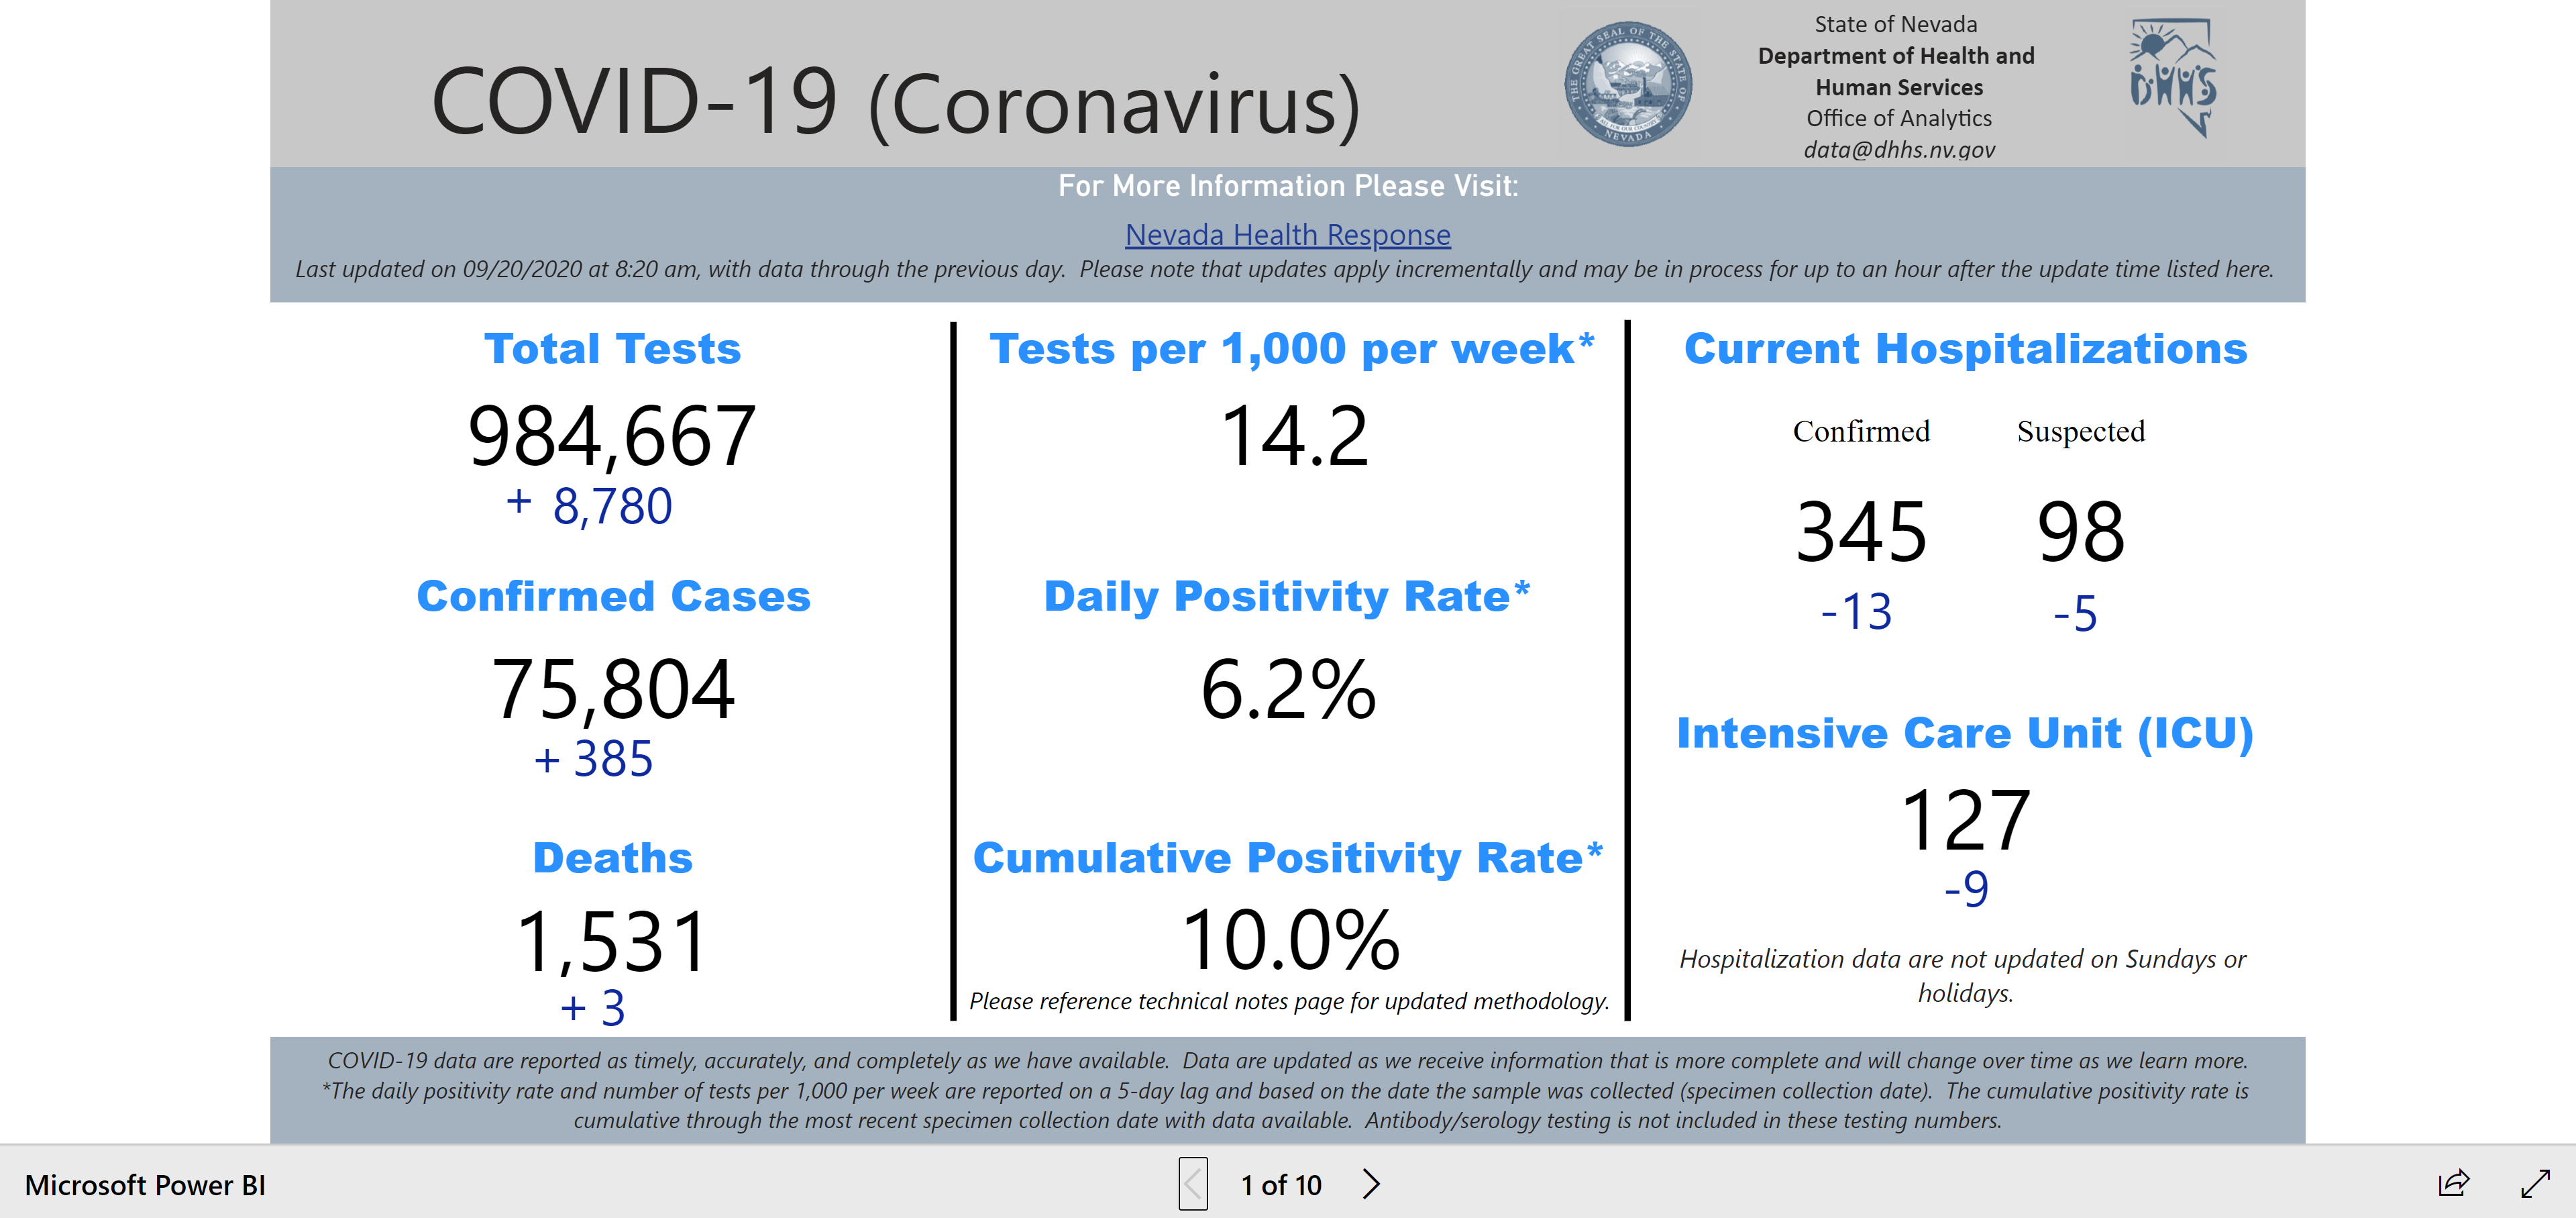 COVID-19 (Coronavirus)
THE GREAT SEAL OF THE STATE OF NEVADA
ALL FOR OUR COUNTRY
State of Nevada
Department of Health and
Human Services
Office of Analytics
data@dhhs.nv.gov
DHHS
For More Information Please Visit:
Nevada Health Response
Last updated on 09/20/2020 at 8:20 am, with data through the previous day.  Please note that updates apply incrementally and may be in process for up to an hour after the update time listed here.
Total Tests
984,667
+ 8,780
Confirmed Cases
75,804
+ 385
Deaths
1,531
+ 3
Tests per 1,000 per week*
14.2
Daily Positivity Rate*
6.2%
Cumulative Positivity Rate*
10.0%
Please reference technical notes page for updated methodology.
Current Hospitalizations
Confirmed Suspected
345 98
-13 -5
Intensive Care Unit (ICU)
127
-9
Hospitalization data are not updated on Sundays or
holidays.
COVID-19 data are reported as timely, accurately, and completely as we have available.  Data are updated as we receive information that is more complete and will change over time as we learn more.
*The daily positivity rate and number of tests per 1,000 per week are reported on a 5-day lag and based on the date the sample was collected (specimen collection date).  The cumulative positivity rate is
cumulative through the most recent specimen collection date with data available.  Antibody/serology testing is not included in these testing numbers.
Microsoft Power BI
1 of 10